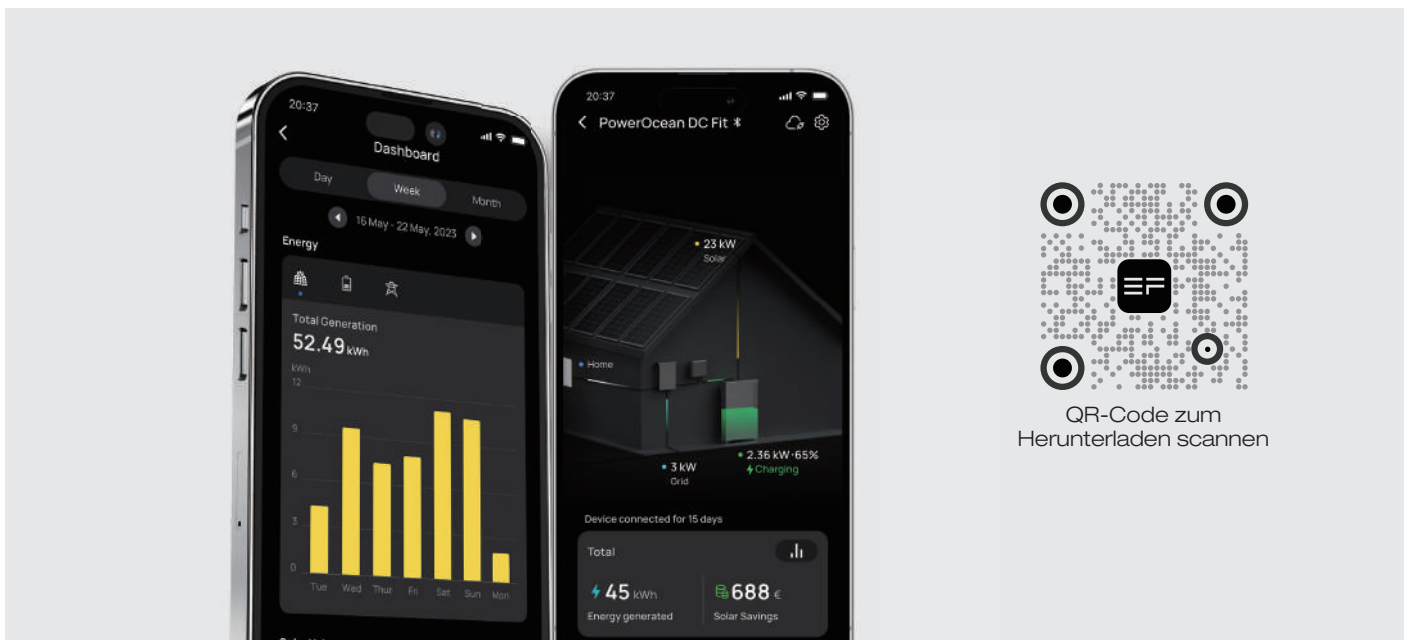 20:37
Dashboard
Day Week Month
16 May - 22 May, 2023
Energy
Total Generation
52.49 kWh
kWh
12
9
6
3
0
Tue Wed Thur Fri Sat Sun Mon
20:37
PowerOcean DC Fit
23 kW
Solar
Home
3 kW
Grid
2.36 kW·65%
Charging
Device connected for 15 days
Total
45 kWh
Energy generated
688 €
Solar Savings
EF
QR-Code zum
Herunterladen scannen